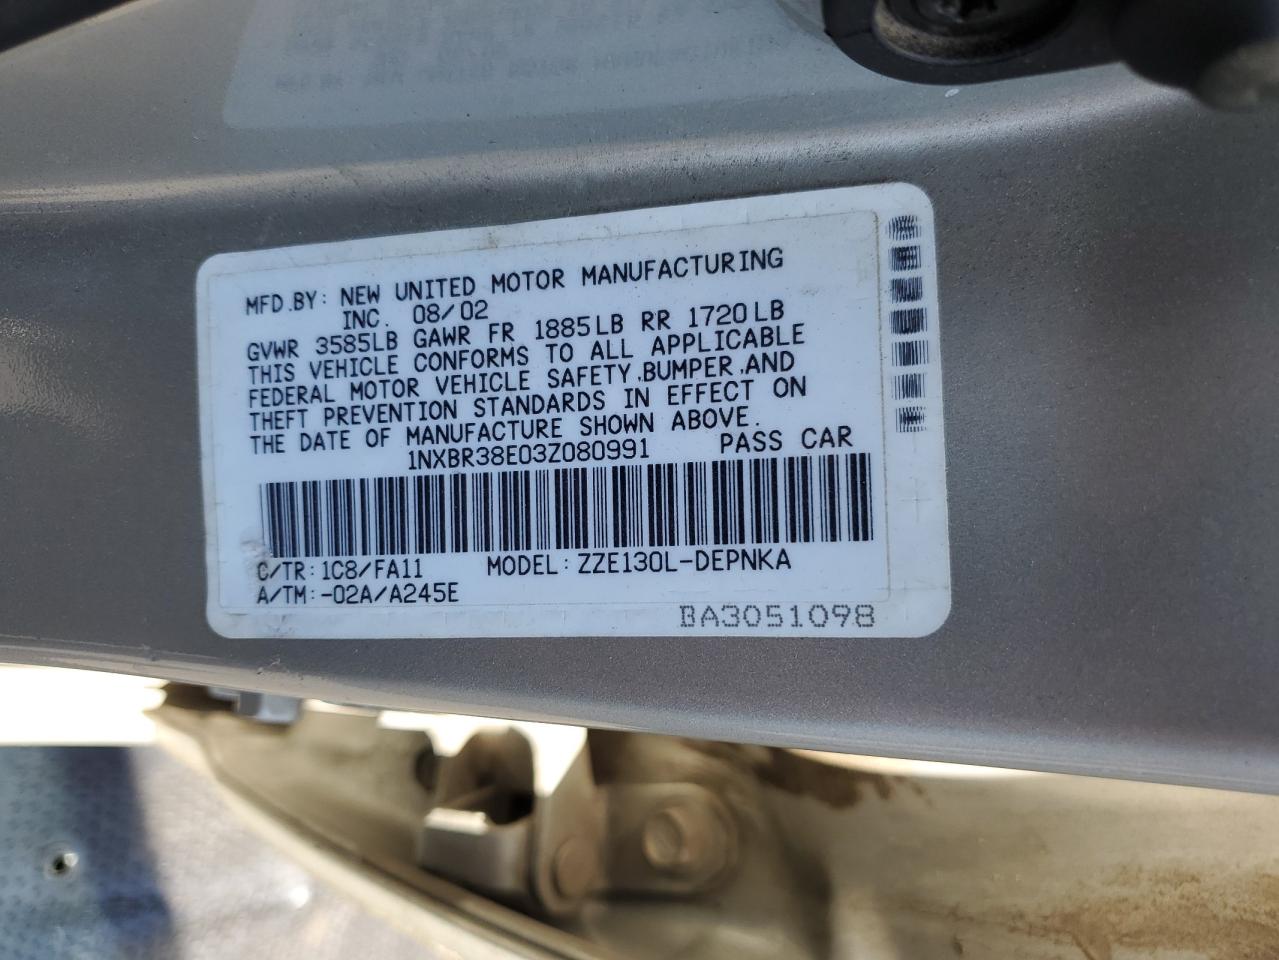 MFD.BY: NEW UNITED MOTOR MANUFACTURING
INC. 08/02
GVWR 3585LB GAWR FR 1885LB RR 1720LB
THIS VEHICLE CONFORMS TO ALL APPLICABLE
FEDERAL MOTOR VEHICLE SAFETY,BUMPER,AND
THEFT PREVENTION STANDARDS IN EFFECT ON
THE DATE OF MANUFACTURE SHOWN ABOVE.
1NXBR38E03Z080991 PASS CAR
C/TR:1C8/FA11 MODEL:ZZE130L-DEPNKA
A/TM:-02A/A245E
BA3051098